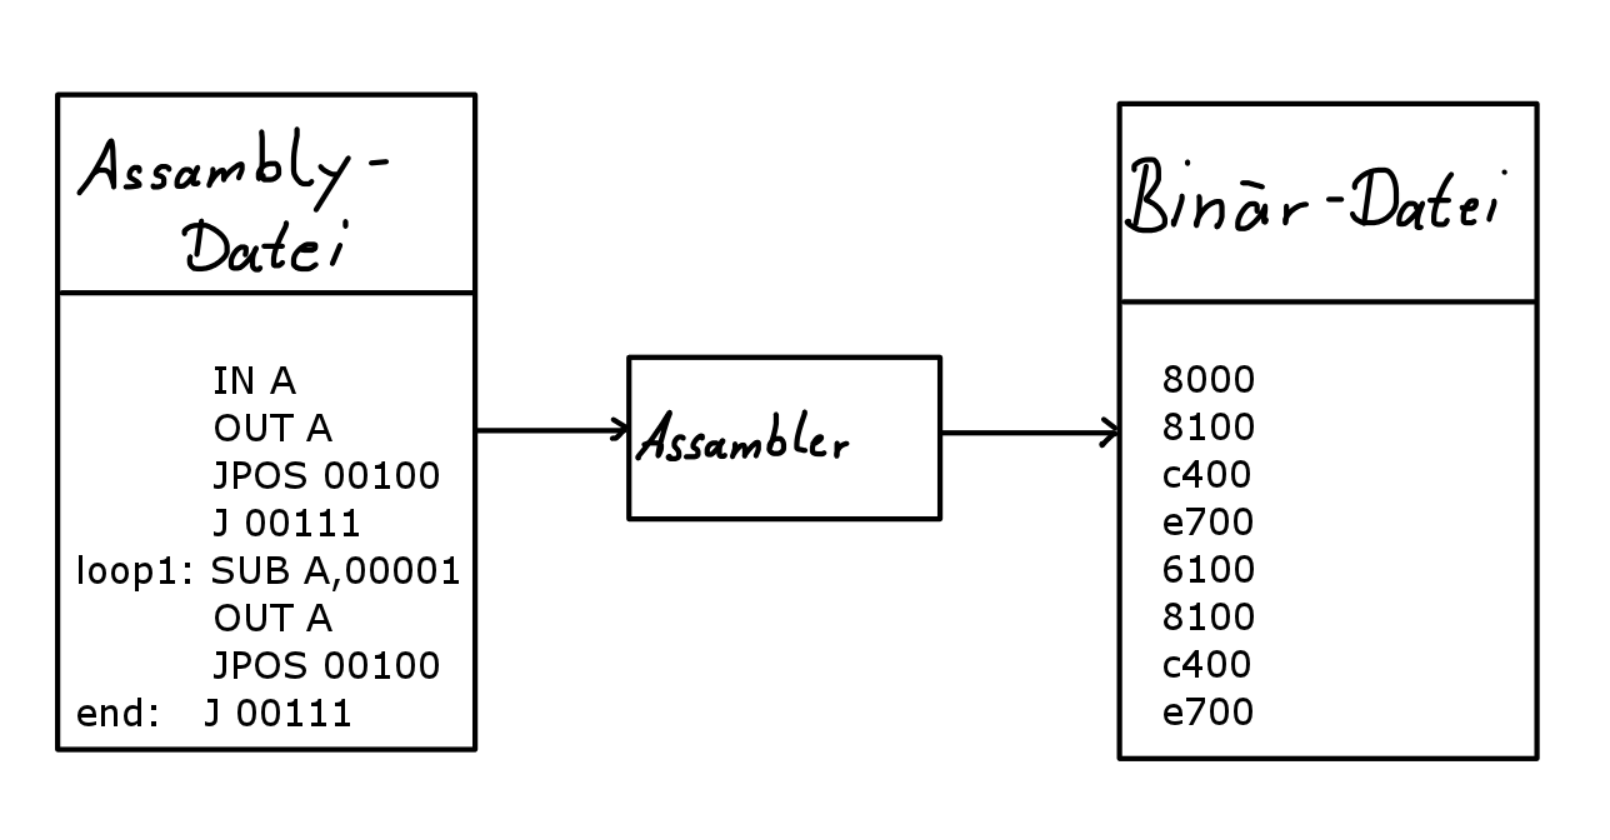 Assambly-
Datei
IN A
OUT A
JPOS 00100
J 00111
loop1: SUB A,00001
OUT A
JPOS 00100
end: J 00111
Assambler
Binär-Datei
8000
8100
c400
e700
6100
8100
c400
e700